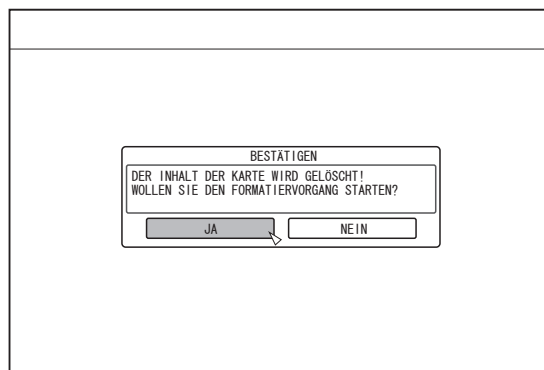 BESTÄTIGEN
DER INHALT DER KARTE WIRD GELÖSCHT!
WOLLEN SIE DEN FORMATIERVORGANG STARTEN?
JA
NEIN